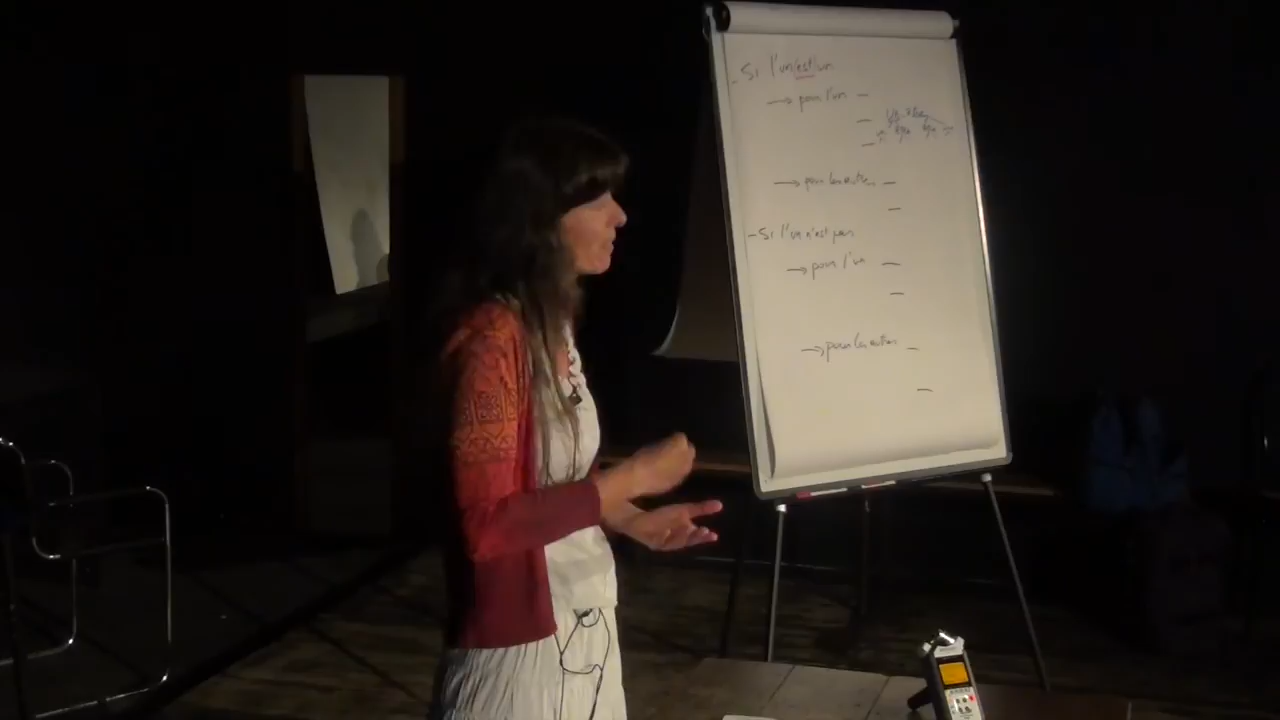 - Si l'un (est) un
→ pour l'un -
→ pour les autres -
- Si l'un n'est pas
→ pour l'un -
→ pour les autres -